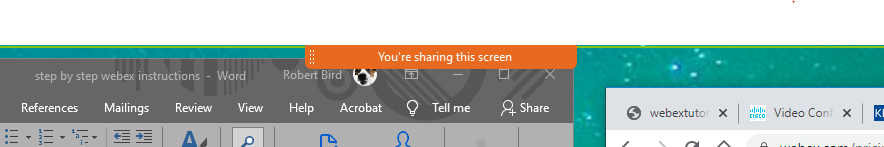 You're sharing this screen
step by step webex instructions - Word Robert Bird
References Mailings Review View Help Acrobat Tell me Share
webextutor Video Conf
CISCO